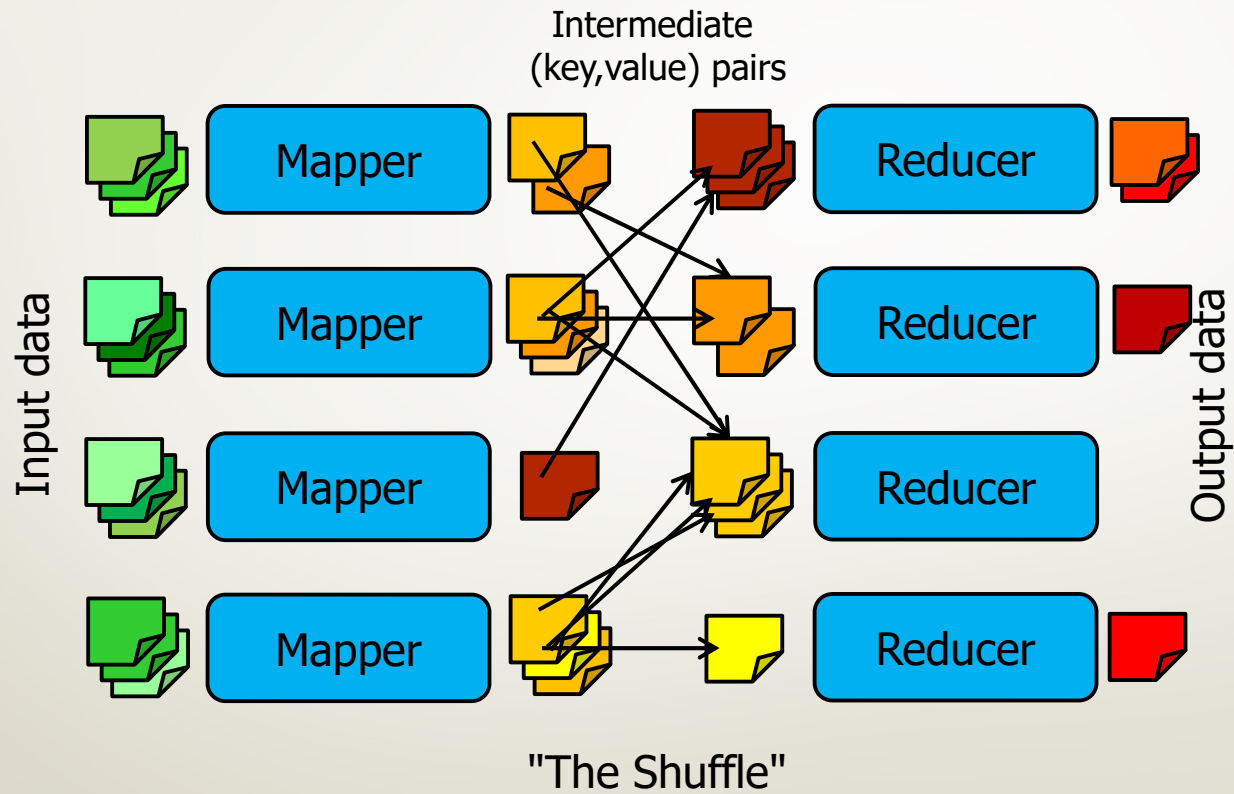 Intermediate
(key,value) pairs
Mapper
Reducer
Mapper
Reducer
Input data
Output data
Mapper
Reducer
Mapper
Reducer
"The Shuffle"